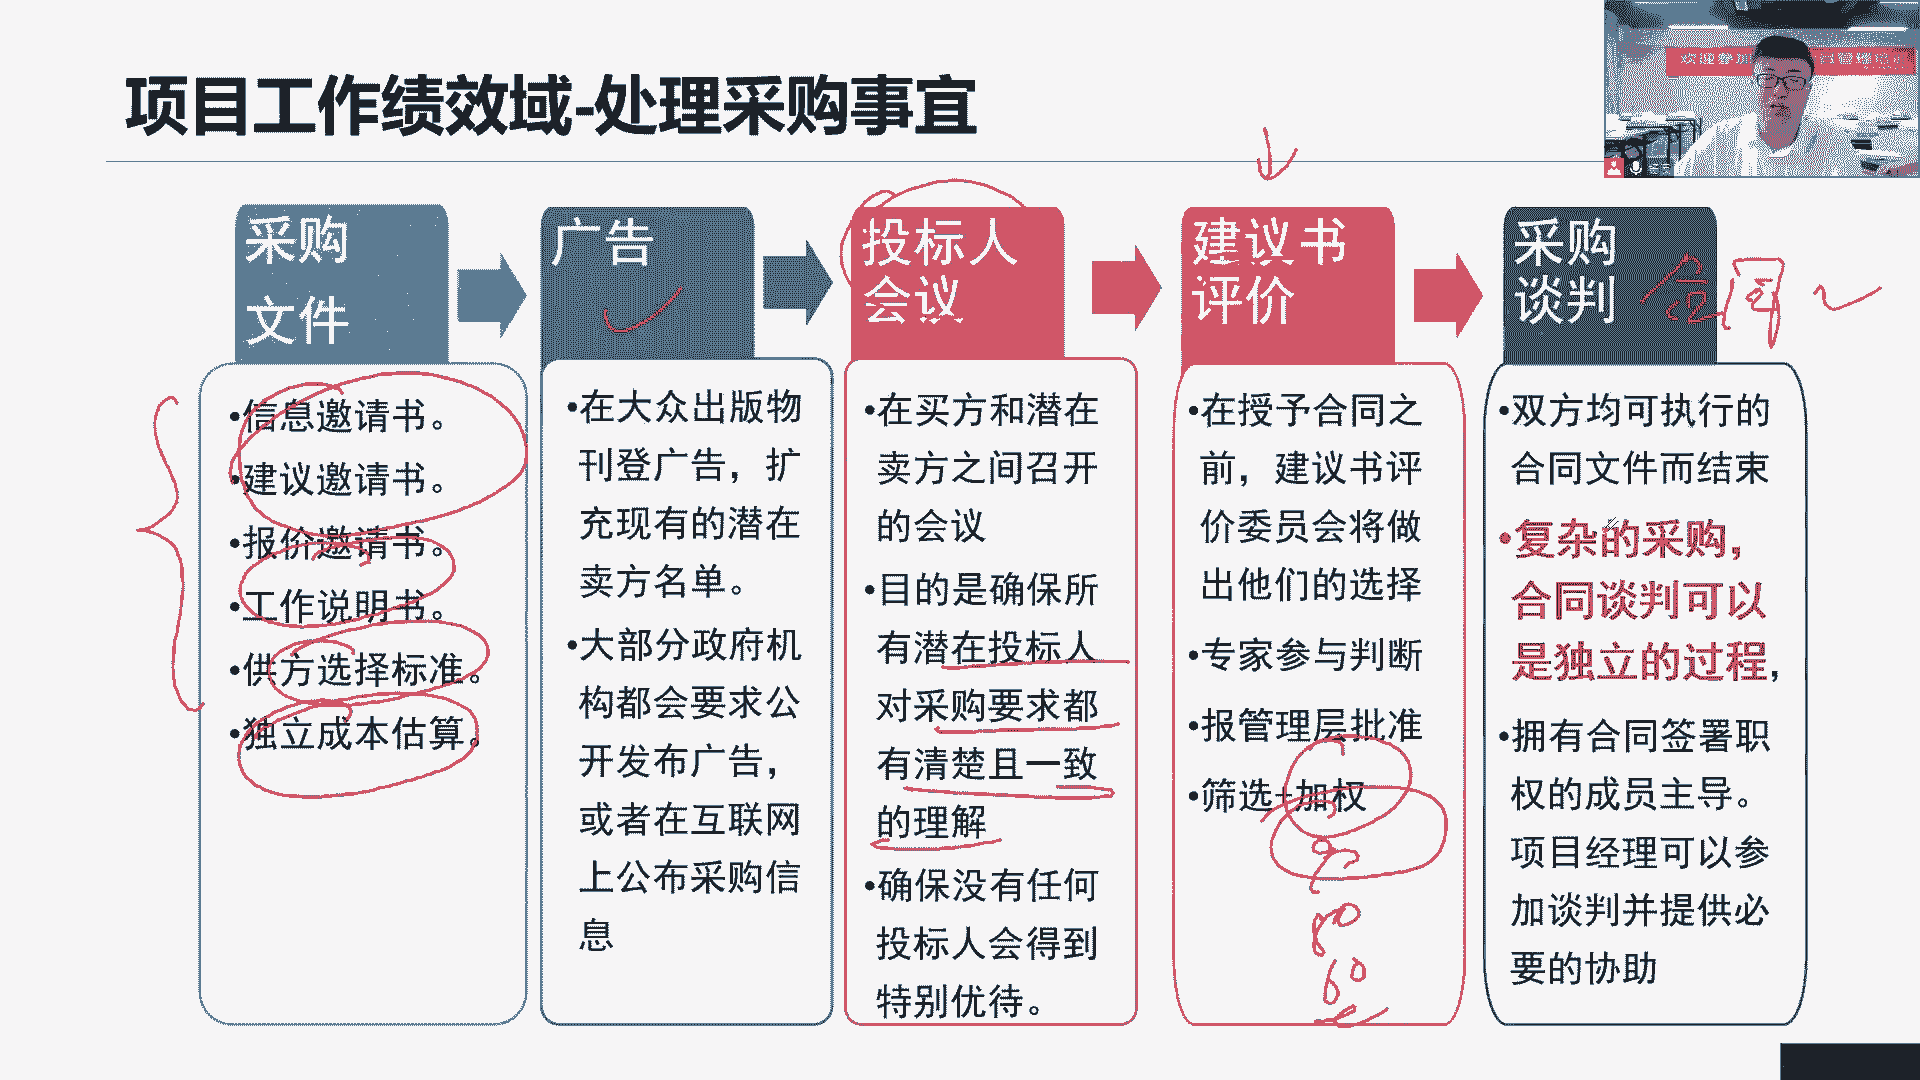 项目工作绩效域-处理采购事宜
采购
文件
•信息邀请书。
•建议邀请书。
•报价邀请书。
•工作说明书。
•供方选择标准。
•独立成本估算。
广告
•在大众出版物
刊登广告，扩
充现有的潜在
卖方名单。
•大部分政府机
构都会要求公
开发布广告，
或者在互联网
上公布采购信
息
投标人
会议
•在买方和潜在
卖方之间召开
的会议
•目的是确保所
有潜在投标人
对采购要求都
有清楚且一致
的理解
•确保没有任何
投标人会得到
特别优待。
建议书
评价
•在授予合同之
前，建议书评
价委员会将做
出他们的选择
•专家参与判断
•报管理层批准
•筛选+加权
80
60
采购
谈判
合同
•双方均可执行的
合同文件而结束
•复杂的采购，
合同谈判可以
是独立的过程，
•拥有合同签署职
权的成员主导。
项目经理可以参
加谈判并提供必
要的协助